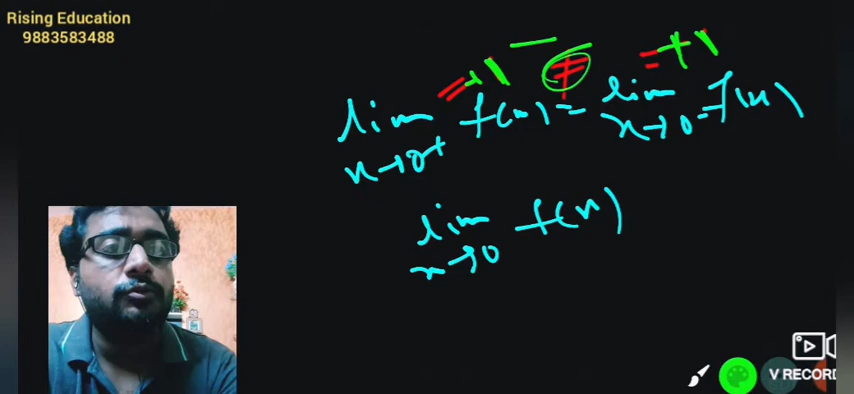 Rising Education
9883583488
= +1 — ≠ = +1
lim f(x) = lim f(x)
x→0+ x→0-
lim f(x)
x→0
V RECORD